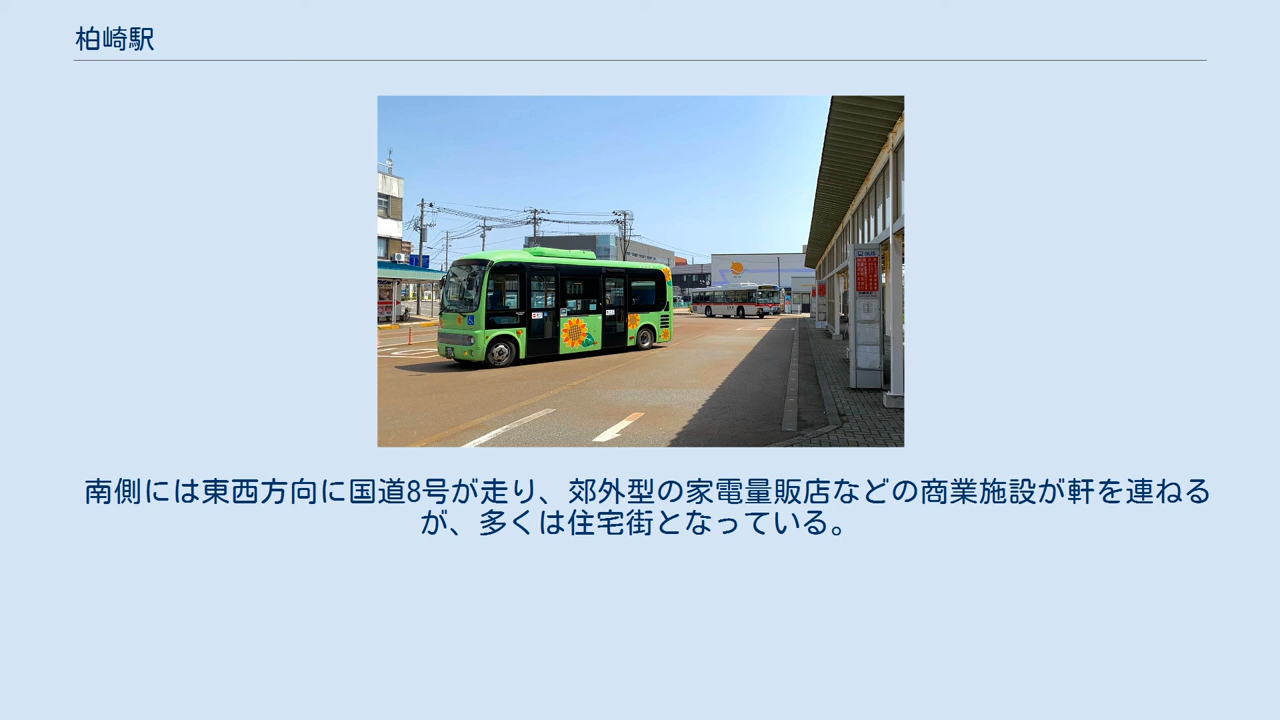 柏崎駅
南側には東西方向に国道8号が走り、郊外型の家電量販店などの商業施設が軒を連ねる
が、多くは住宅街となっている。